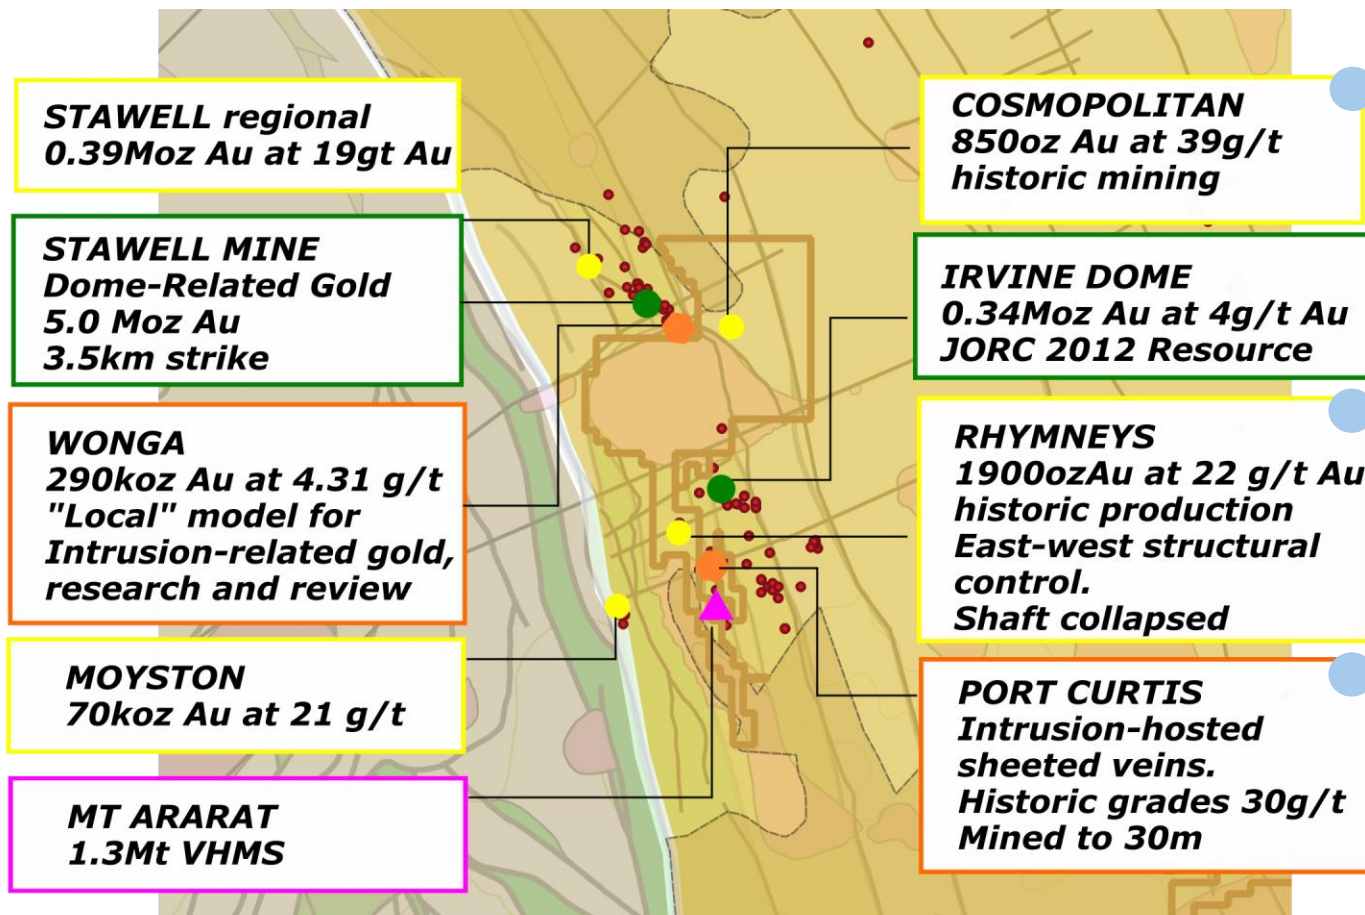 STAWELL regional
0.39Moz Au at 19gt Au
STAWELL MINE
Dome-Related Gold
5.0 Moz Au
3.5km strike
WONGA
290koz Au at 4.31 g/t
"Local" model for
Intrusion-related gold,
research and review
MOYSTON
70koz Au at 21 g/t
MT ARARAT
1.3Mt VHMS
COSMOPOLITAN
850oz Au at 39g/t
historic mining
IRVINE DOME
0.34Moz Au at 4g/t Au
JORC 2012 Resource
RHYMNEYS
1900ozAu at 22 g/t Au
historic production
East-west structural
control.
Shaft collapsed
PORT CURTIS
Intrusion-hosted
sheeted veins.
Historic grades 30g/t
Mined to 30m